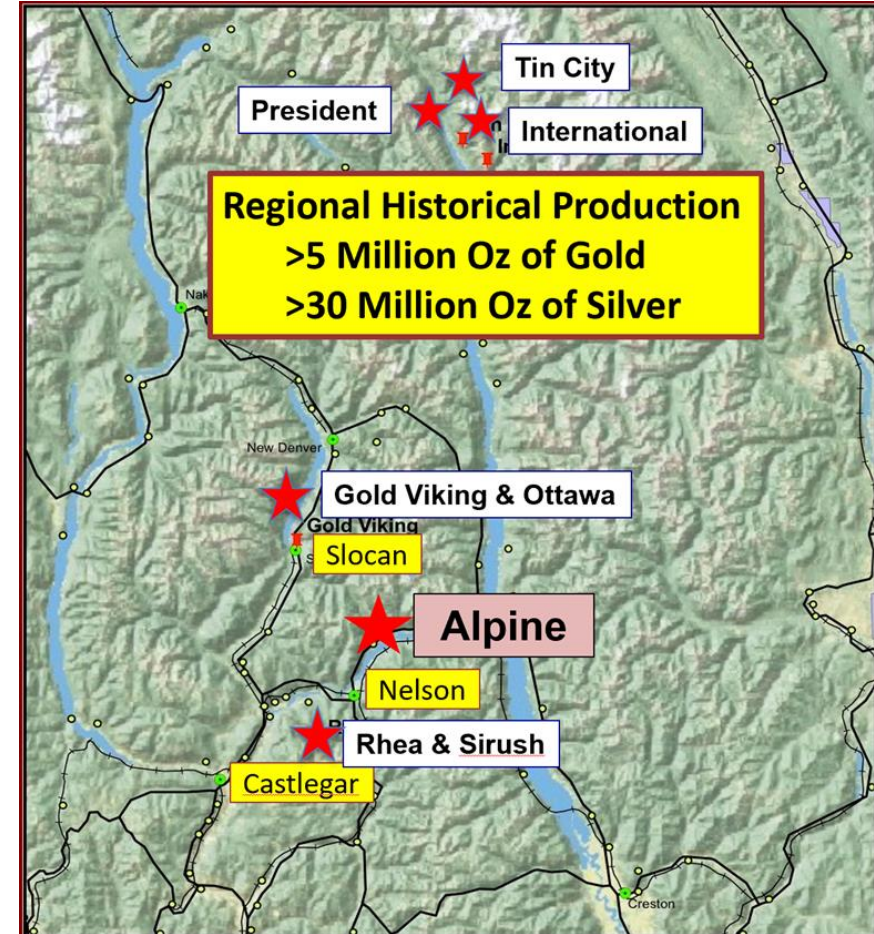 Tin City
President
International
Regional Historical Production
>5 Million Oz of Gold
>30 Million Oz of Silver
Nak
New Denver
Gold Viking & Ottawa
Gold Viking
Slocan
Alpine
Nelson
Rhea & Sirush
Castlegar
Creston